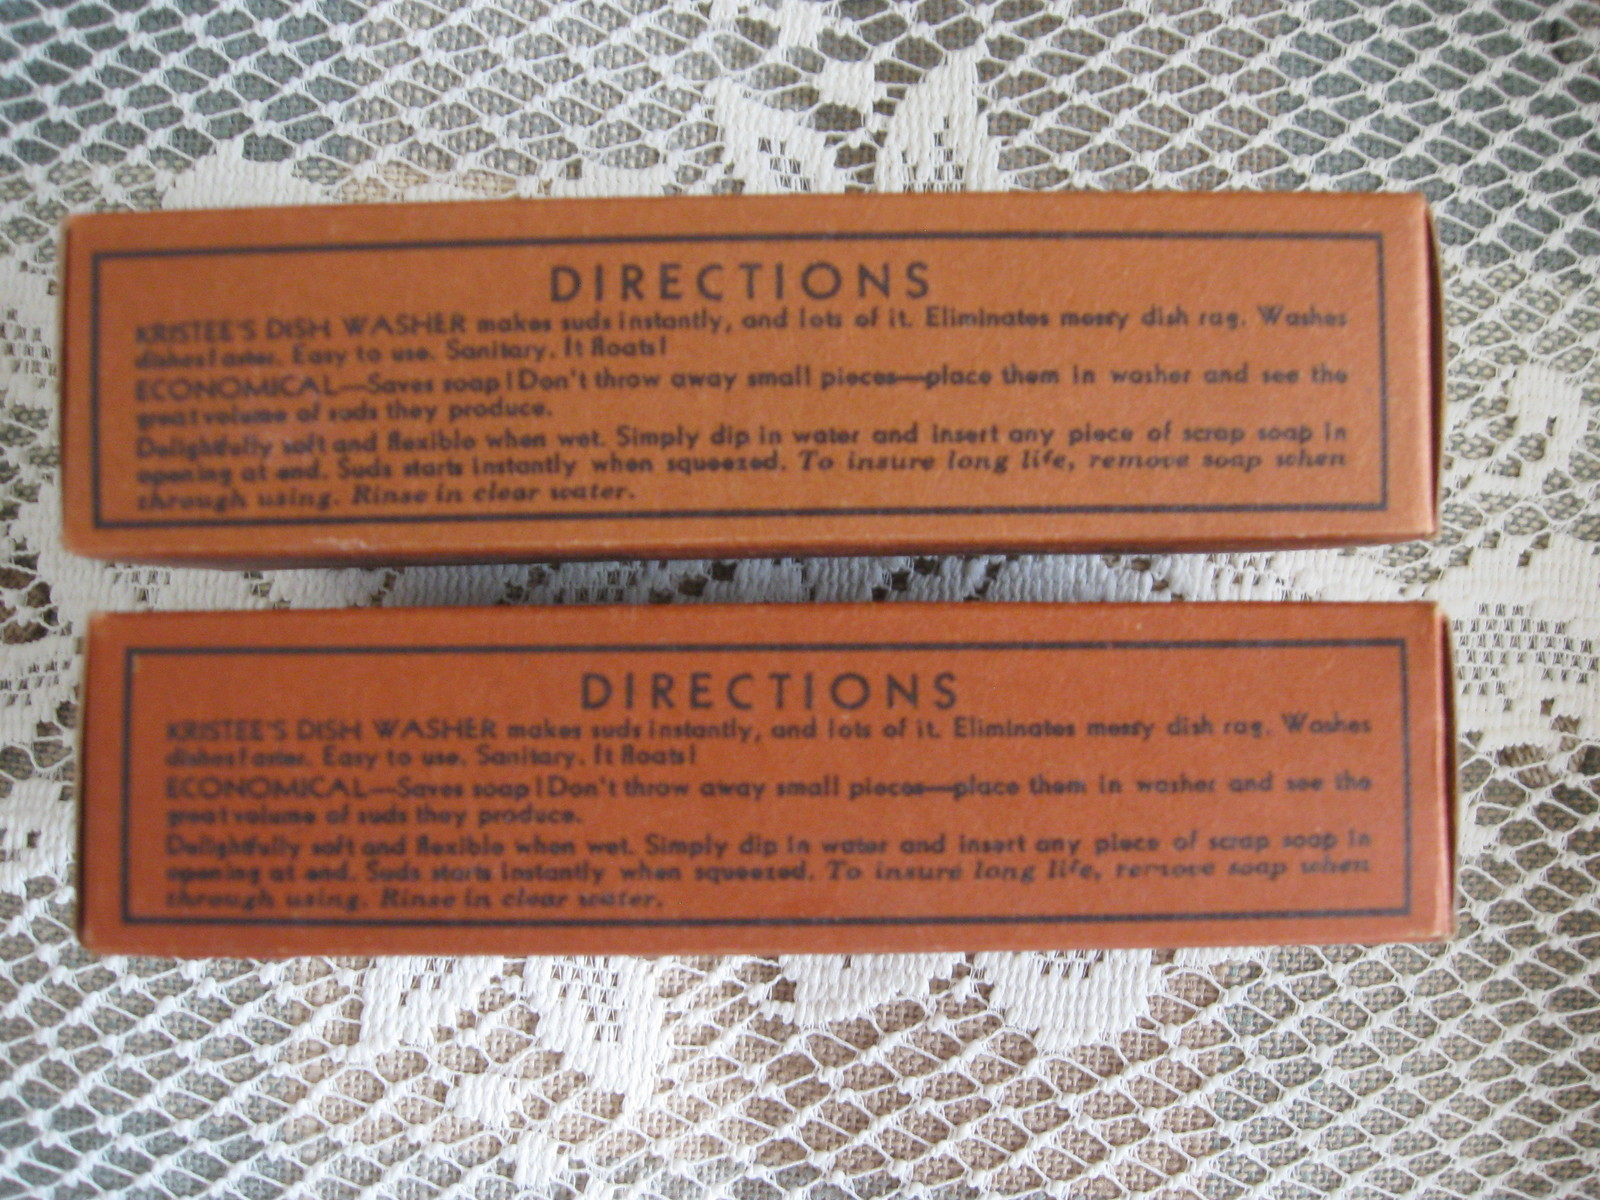 DIRECTIONS
KRISTEE'S DISH WASHER makes suds instantly, and lots of it. Eliminates messy dish rag. Washes
dishes faster. Easy to use. Sanitary. It floats!
ECONOMICAL—Saves soap! Don't throw away small pieces—place them in washer and see the
great volume of suds they produce.
Delightfully soft and flexible when wet. Simply dip in water and insert any piece of scrap soap in
opening at end. Suds starts instantly when squeezed. To insure long life, remove soap when
through using. Rinse in clear water.
DIRECTIONS
KRISTEE'S DISH WASHER makes suds instantly, and lots of it. Eliminates messy dish rag. Washes
dishes faster. Easy to use. Sanitary. It floats!
ECONOMICAL—Saves soap! Don't throw away small pieces—place them in washer and see the
great volume of suds they produce.
Delightfully soft and flexible when wet. Simply dip in water and insert any piece of scrap soap in
opening at end. Suds starts instantly when squeezed. To insure long life, remove soap when
through using. Rinse in clear water.